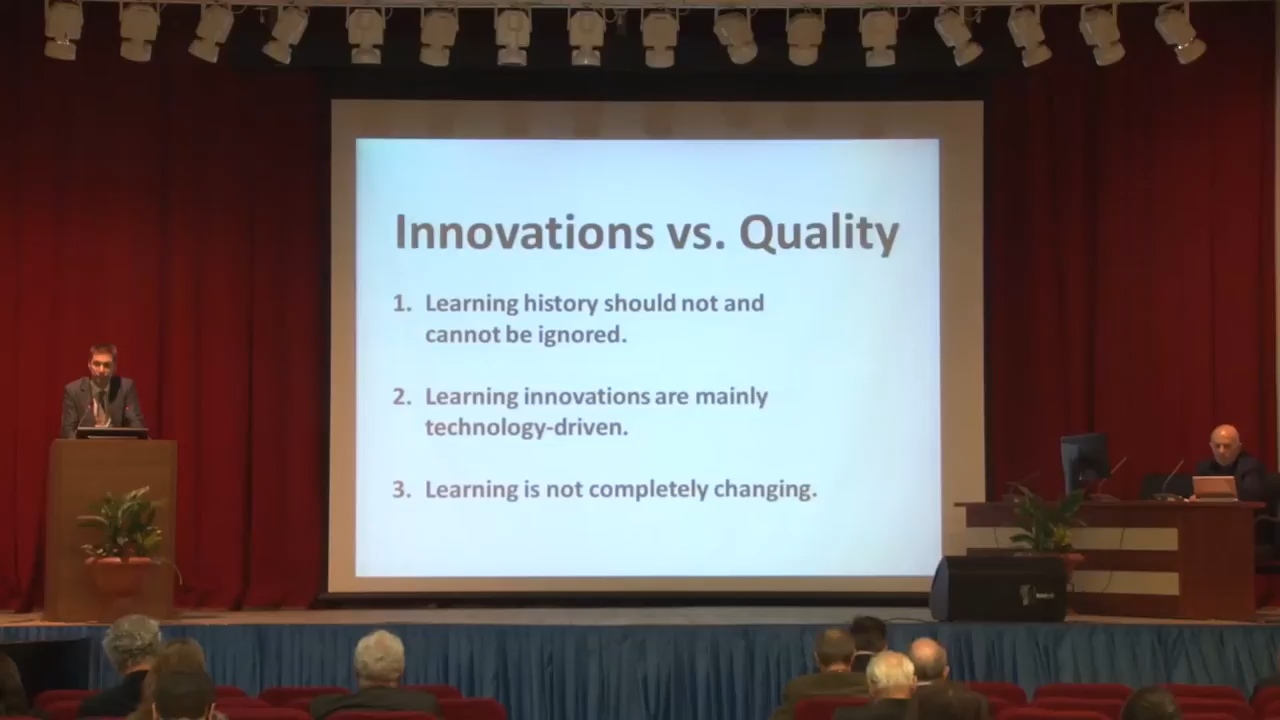 Innovations vs. Quality
1. Learning history should not and
cannot be ignored.
2. Learning innovations are mainly
technology-driven.
3. Learning is not completely changing.